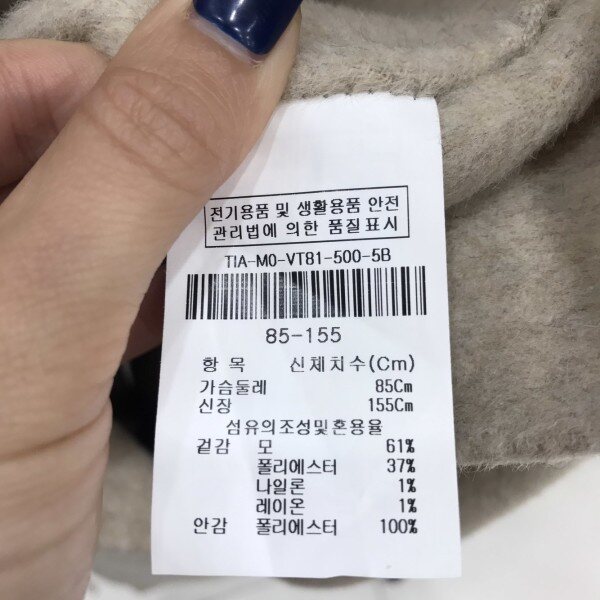 전기용품 및 생활용품 안전
관리법에 의한 품질표시
TIA-MO-VT81-500-5B
85-155
항 목 신체치수(Cm)
가슴둘레 85Cm
신장 155Cm
섬유의조성및혼용율
겉감 모 61%
폴리에스터 37%
나일론 1%
레이온 1%
안감 폴리에스터 100%